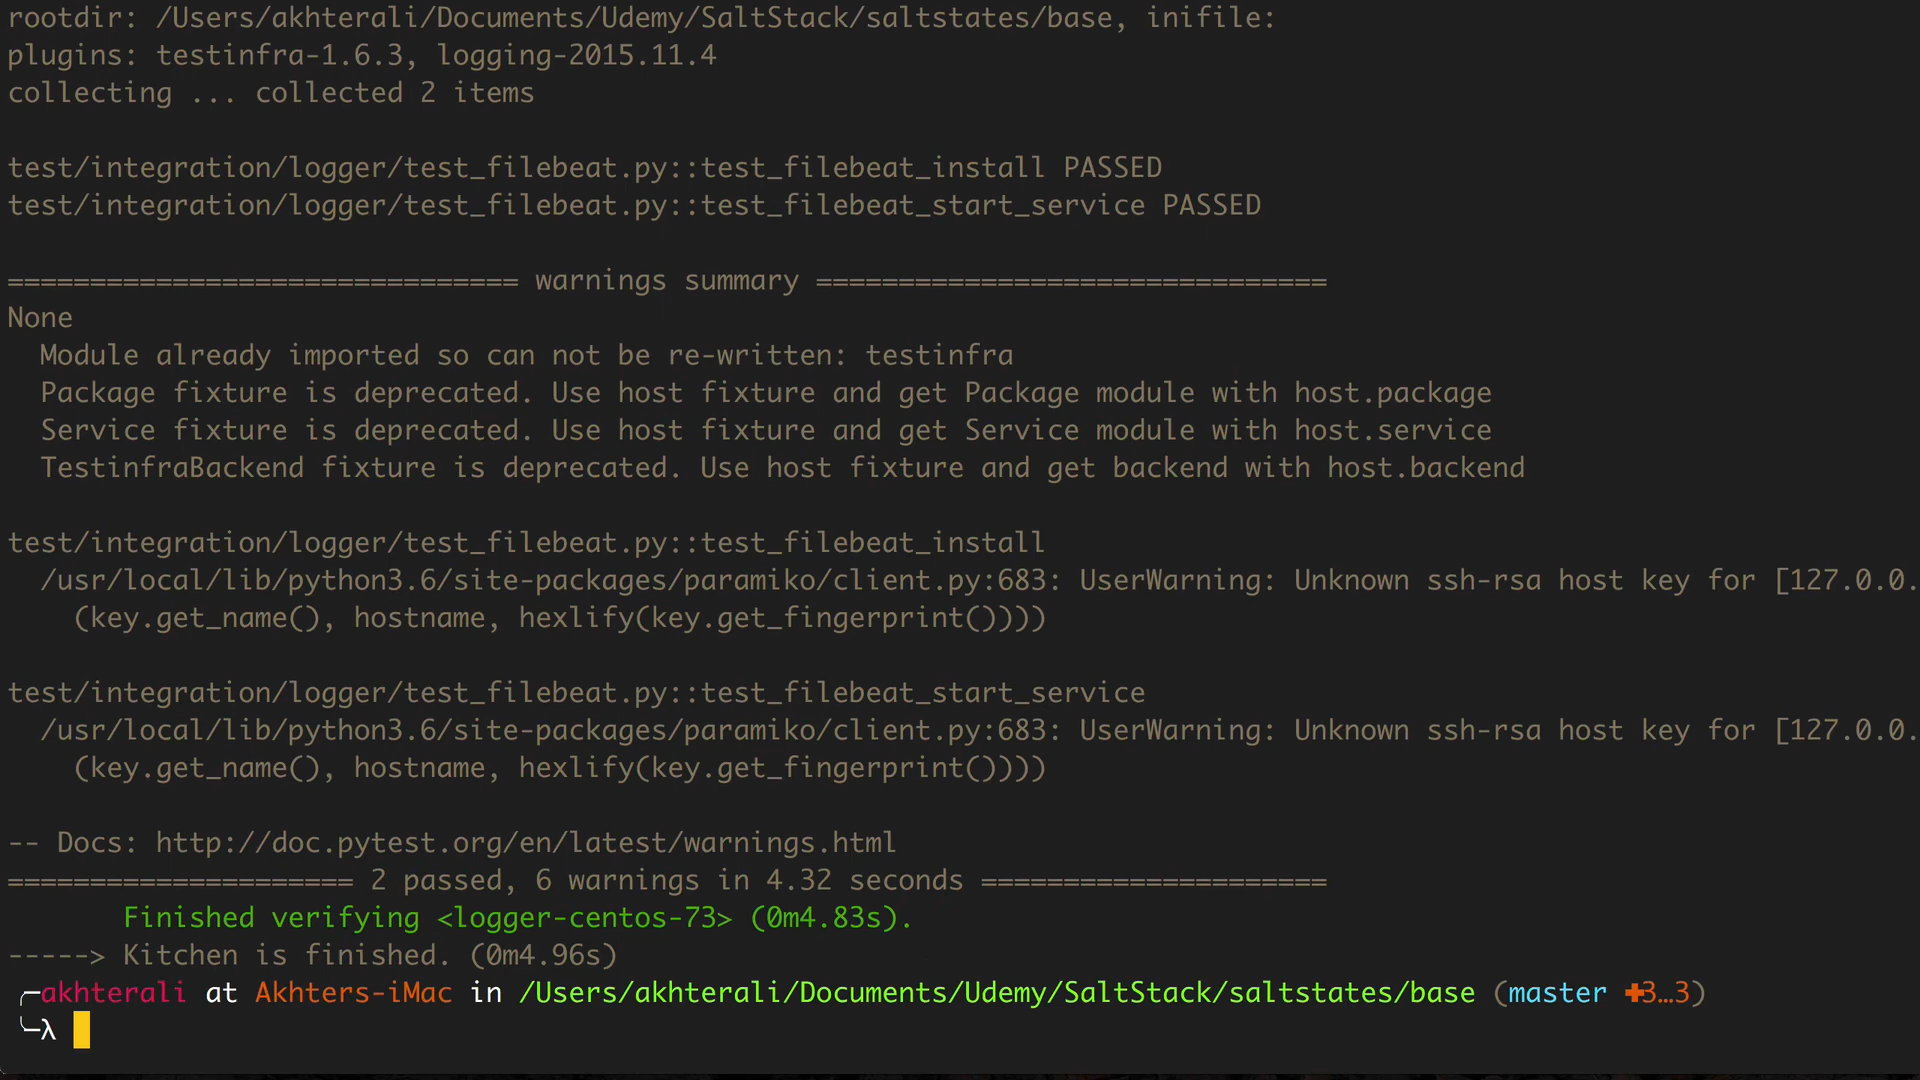 rootdir: /Users/akhterali/Documents/Udemy/SaltStack/saltstates/base, inifile:
plugins: testinfra-1.6.3, logging-2015.11.4
collecting ... collected 2 items
test/integration/logger/test_filebeat.py::test_filebeat_install PASSED
test/integration/logger/test_filebeat.py::test_filebeat_start_service PASSED
=============================== warnings summary ===============================
None
  Module already imported so can not be re-written: testinfra
  Package fixture is deprecated. Use host fixture and get Package module with host.package
  Service fixture is deprecated. Use host fixture and get Service module with host.service
  TestinfraBackend fixture is deprecated. Use host fixture and get backend with host.backend
test/integration/logger/test_filebeat.py::test_filebeat_install
  /usr/local/lib/python3.6/site-packages/paramiko/client.py:683: UserWarning: Unknown ssh-rsa host key for [127.0.0.
    (key.get_name(), hostname, hexlify(key.get_fingerprint())))
test/integration/logger/test_filebeat.py::test_filebeat_start_service
  /usr/local/lib/python3.6/site-packages/paramiko/client.py:683: UserWarning: Unknown ssh-rsa host key for [127.0.0.
    (key.get_name(), hostname, hexlify(key.get_fingerprint())))
-- Docs: http://doc.pytest.org/en/latest/warnings.html
===================== 2 passed, 6 warnings in 4.32 seconds =====================
       Finished verifying <logger-centos-73> (0m4.83s).
-----> Kitchen is finished. (0m4.96s)
╭─akhterali at Akhters-iMac in /Users/akhterali/Documents/Udemy/SaltStack/saltstates/base (master ✚3…3)
╰─λ